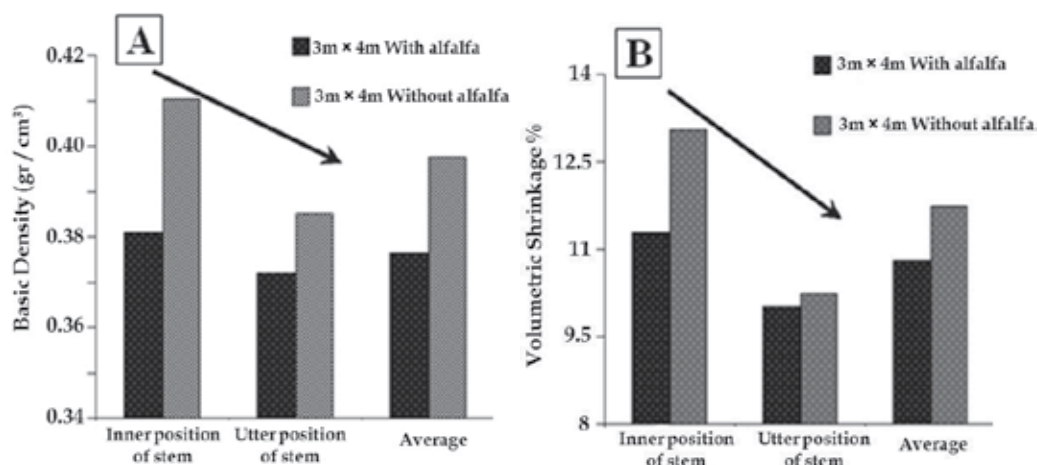 A
3m × 4m With alfalfa
3m × 4m Without alfalfa
Basic Density (gr / cm³)
0.42
0.40
0.38
0.36
0.34
Inner position
of stem
Utter position
of stem
Average
B
3m × 4m With alfalfa
3m × 4m Without alfalfa.
Volumetric Shrinkage %
14
12.5
11
9.5
8
Inner position
of stem
Utter position
of stem
Average